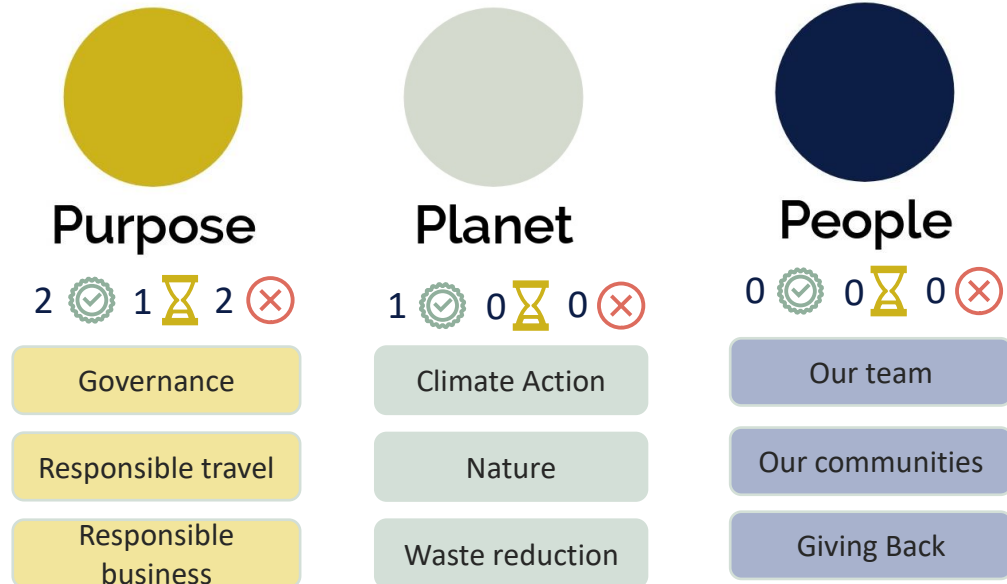 Purpose
2 1 2
Governance
Responsible travel
Responsible
business
Planet
1 0 0
Climate Action
Nature
Waste reduction
People
0 0 0
Our team
Our communities
Giving Back